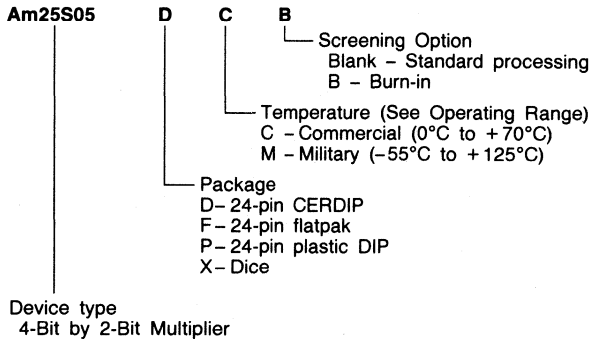 Am25S05 D C B
Screening Option
Blank – Standard processing
B – Burn-in
Temperature (See Operating Range)
C – Commercial (0°C to +70°C)
M – Military (–55°C to +125°C)
Package
D– 24-pin CERDIP
F– 24-pin flatpak
P– 24-pin plastic DIP
X– Dice
Device type
4-Bit by 2-Bit Multiplier